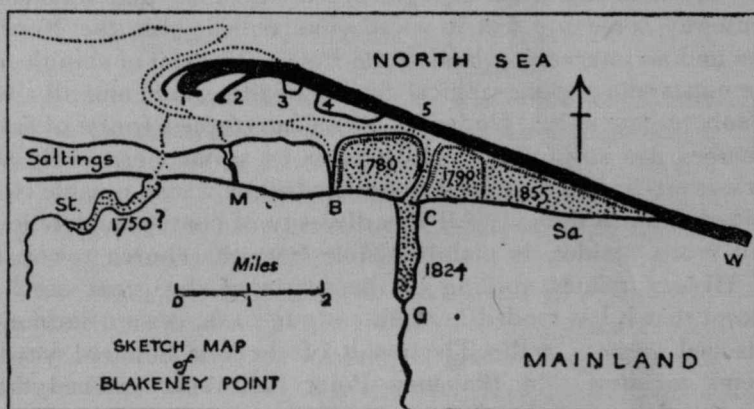 NORTH SEA
1 2 3 4 5
Saltings
1780
1790
1855
St.
1750?
M
B
C
Sa.
W
Miles
0 1 2
1824
G
SKETCH MAP
of
BLAKENEY POINT
MAINLAND